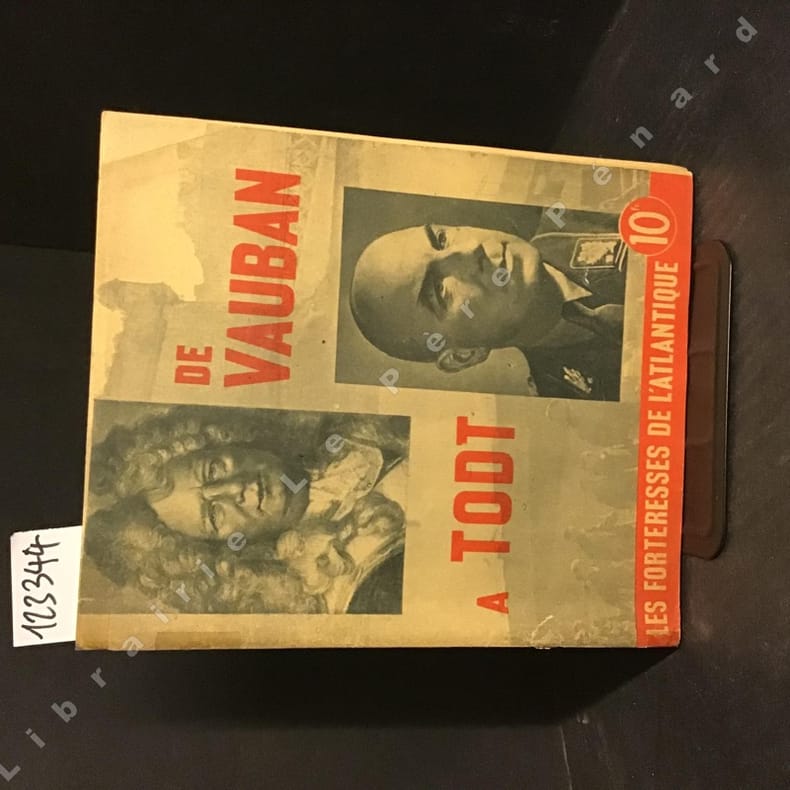 DE
VAUBAN
A TODT
LES FORTERESSES DE L'ATLANTIQUE
10F
123344
Librairie Le Père Pénard